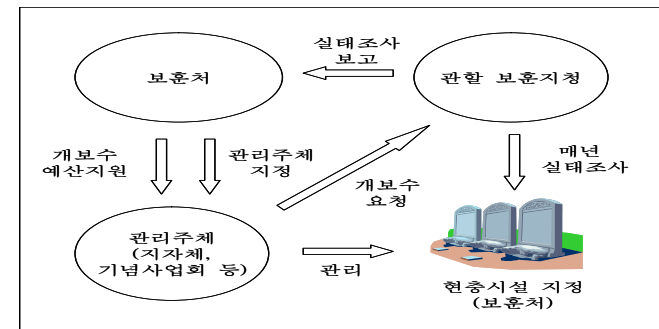 실태조사
보고
보훈처
관할 보훈지청
개보수
예산지원
관리주체
지정
개보수
요청
매년
실태조사
관리주체
(지자체,
기념사업회 등)
관리
현충시설 지정
(보훈처)